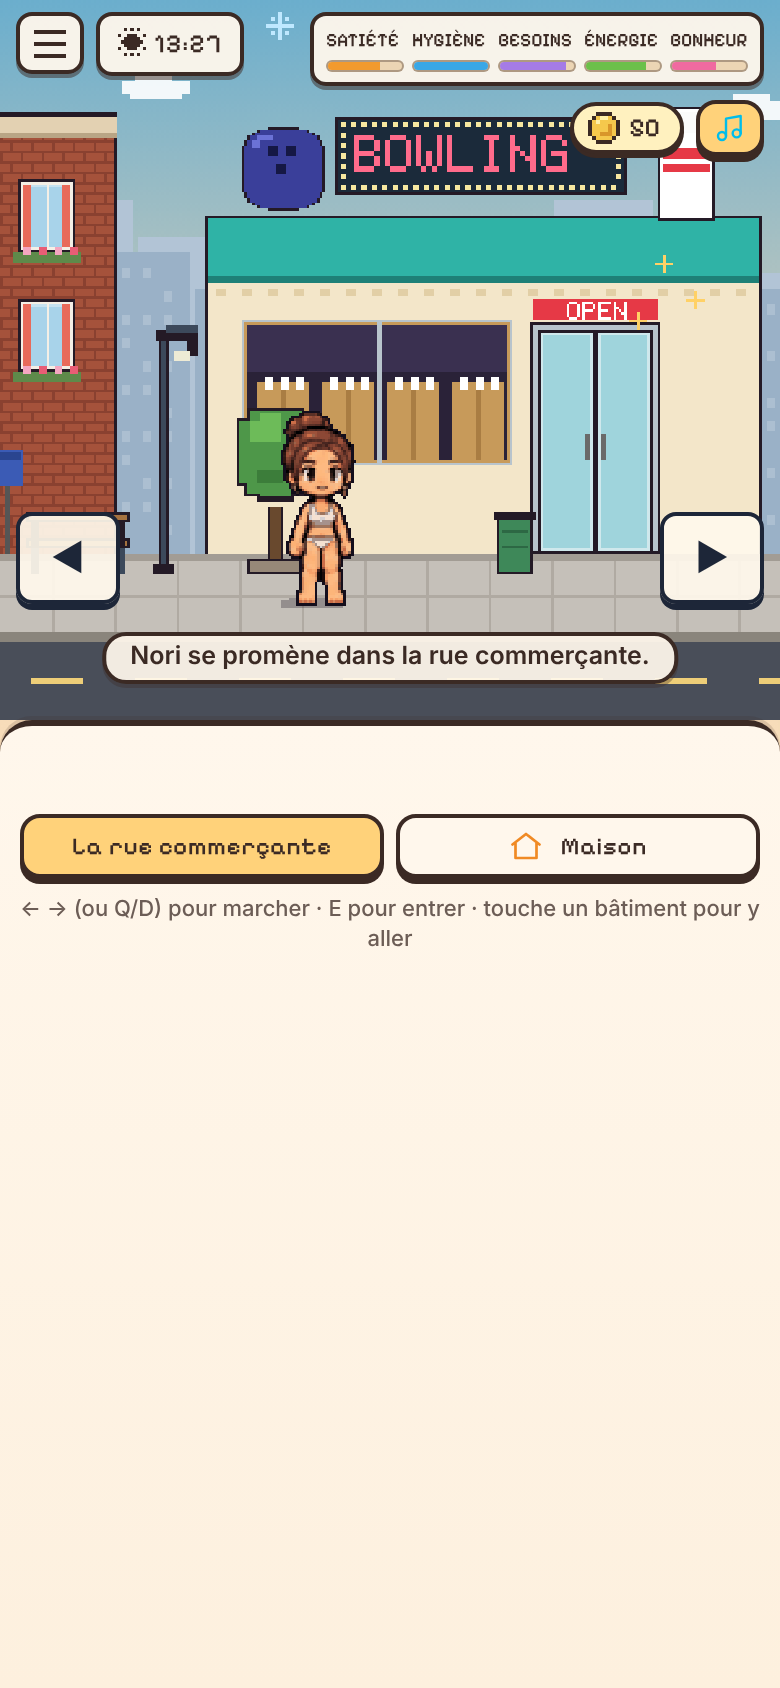 13:27
SATIÉTÉ HYGIÈNE BESOINS ÉNERGIE BONHEUR
50
BOWLING
OPEN
Nori se promène dans la rue commerçante.
La rue commerçante
Maison
← → (ou Q/D) pour marcher · E pour entrer · touche un bâtiment pour y
aller